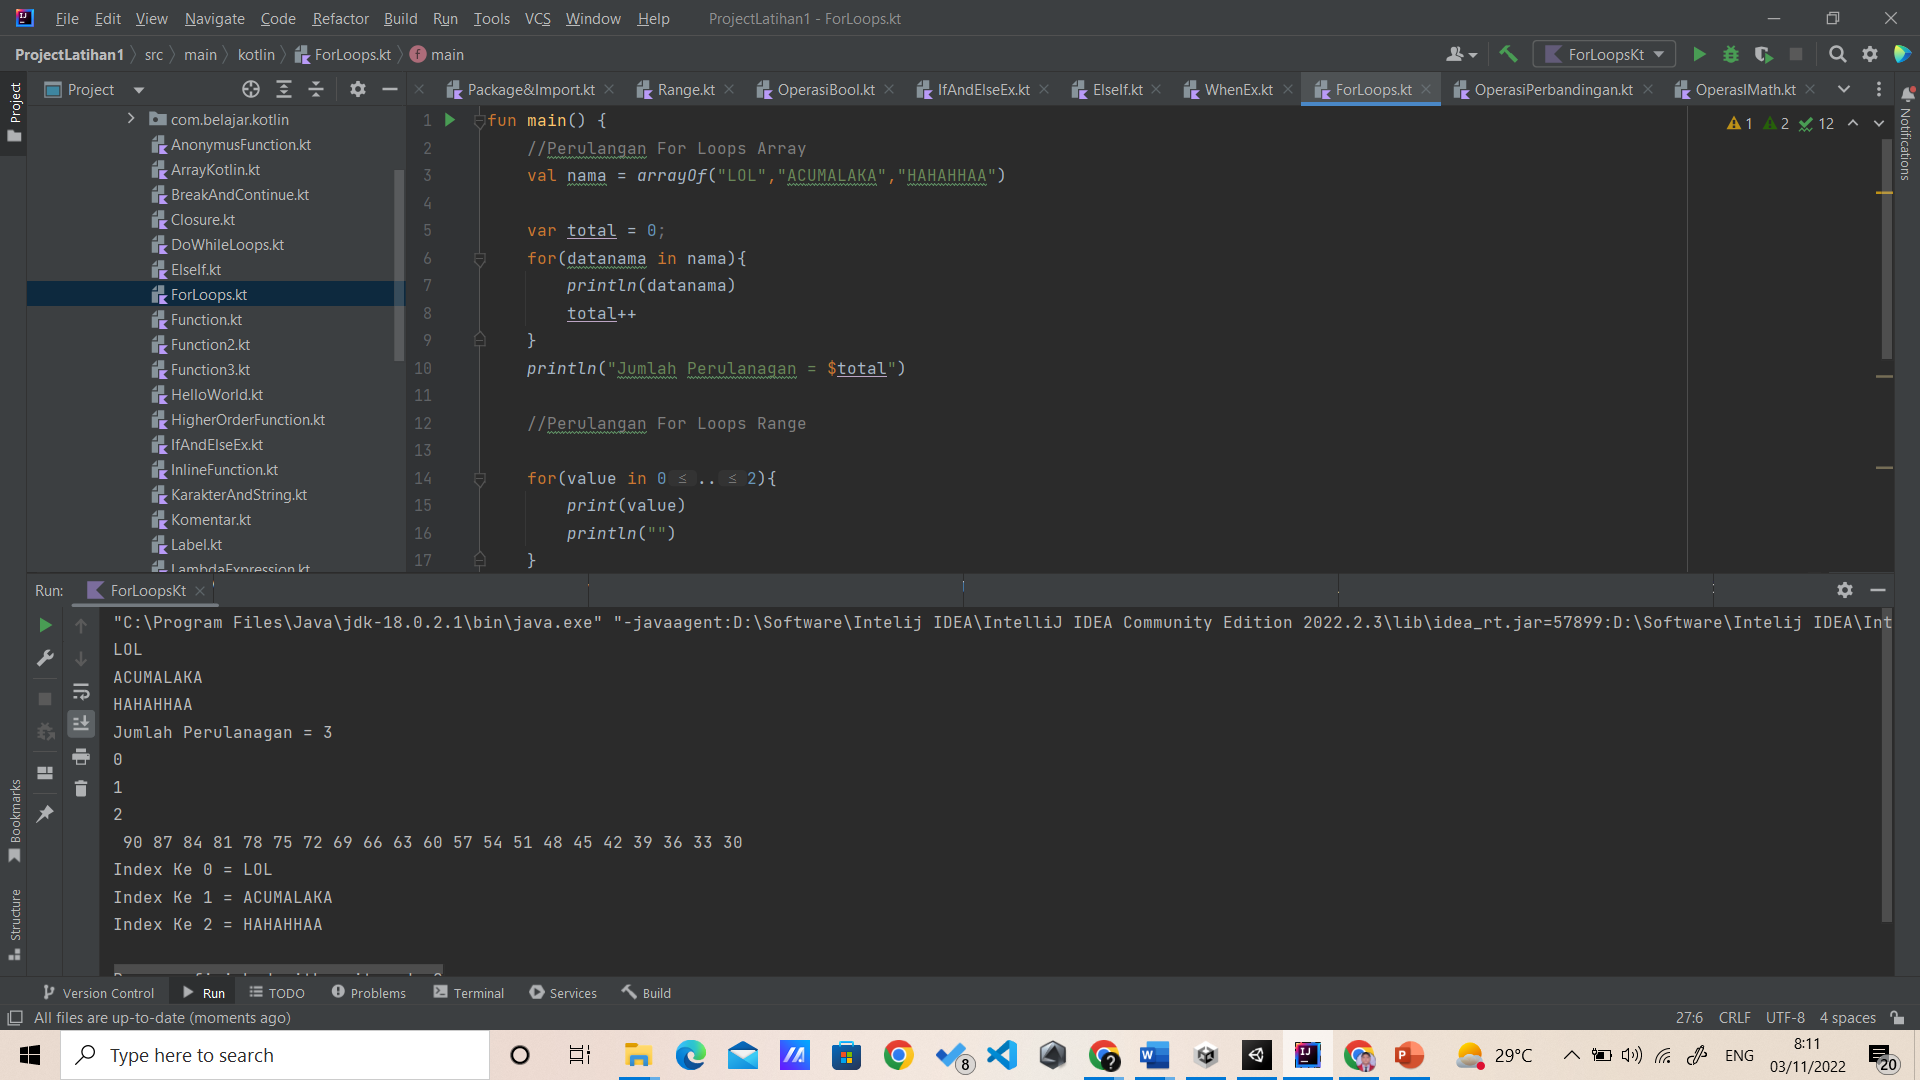 File Edit View Navigate Code Refactor Build Run Tools VCS Window Help ProjectLatihan1 - ForLoops.kt
ProjectLatihan1 src main kotlin ForLoops.kt main ForLoopsKt
Project
Project
Package&Import.kt Range.kt OperasiBool.kt IfAndElseEx.kt ElseIf.kt WhenEx.kt ForLoops.kt OperasiPerbandingan.kt OperasIMath.kt
Notifications
com.belajar.kotlin
AnonymusFunction.kt
ArrayKotlin.kt
BreakAndContinue.kt
Closure.kt
DoWhileLoops.kt
ElseIf.kt
ForLoops.kt
Function.kt
Function2.kt
Function3.kt
HelloWorld.kt
HigherOrderFunction.kt
IfAndElseEx.kt
InlineFunction.kt
KarakterAndString.kt
Komentar.kt
Label.kt
LambdaExpression.kt
1 2 12
1 fun main() {
2 //Perulangan For Loops Array
3 val nama = arrayOf("LOL","ACUMALAKA","HAHAHHAA")
4
5 var total = 0;
6 for(datanama in nama){
7 println(datanama)
8 total++
9 }
10 println("Jumlah Perulanagan = $total")
11
12 //Perulangan For Loops Range
13
14 for(value in 0 ≤ .. ≤ 2){
15 print(value)
16 println("")
17 }
Run: ForLoopsKt
"C:\Program Files\Java\jdk-18.0.2.1\bin\java.exe" "-javaagent:D:\Software\Intelij IDEA\IntelliJ IDEA Community Edition 2022.2.3\lib\idea_rt.jar=57899:D:\Software\Intelij IDEA\Int
LOL
ACUMALAKA
HAHAHHAA
Jumlah Perulanagan = 3
0
1
2
90 87 84 81 78 75 72 69 66 63 60 57 54 51 48 45 42 39 36 33 30
Index Ke 0 = LOL
Index Ke 1 = ACUMALAKA
Index Ke 2 = HAHAHHAA
Bookmarks
Structure
Version Control Run TODO Problems Terminal Services Build
All files are up-to-date (moments ago) 27:6 CRLF UTF-8 4 spaces
Type here to search 8 29°C ENG 8:11
03/11/2022 20